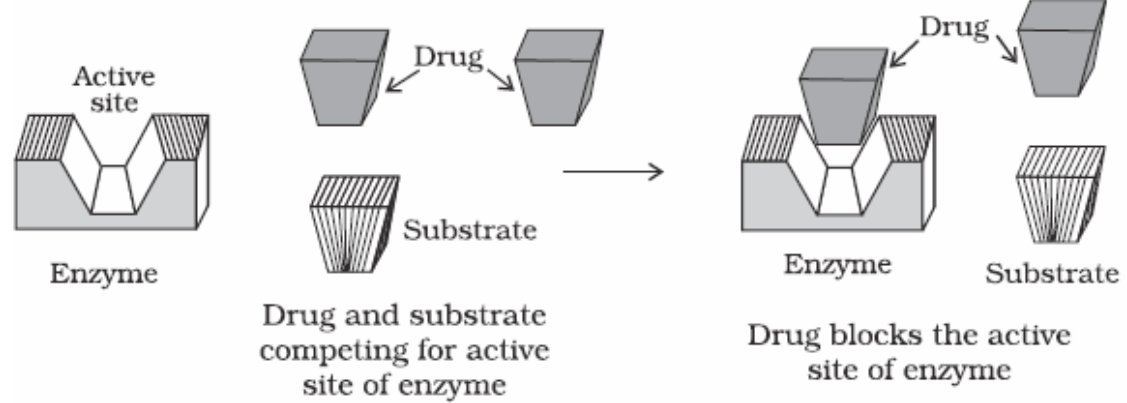 Active
site
Enzyme
Drug
Substrate
Drug and substrate
competing for active
site of enzyme
Drug
Enzyme
Substrate
Drug blocks the active
site of enzyme